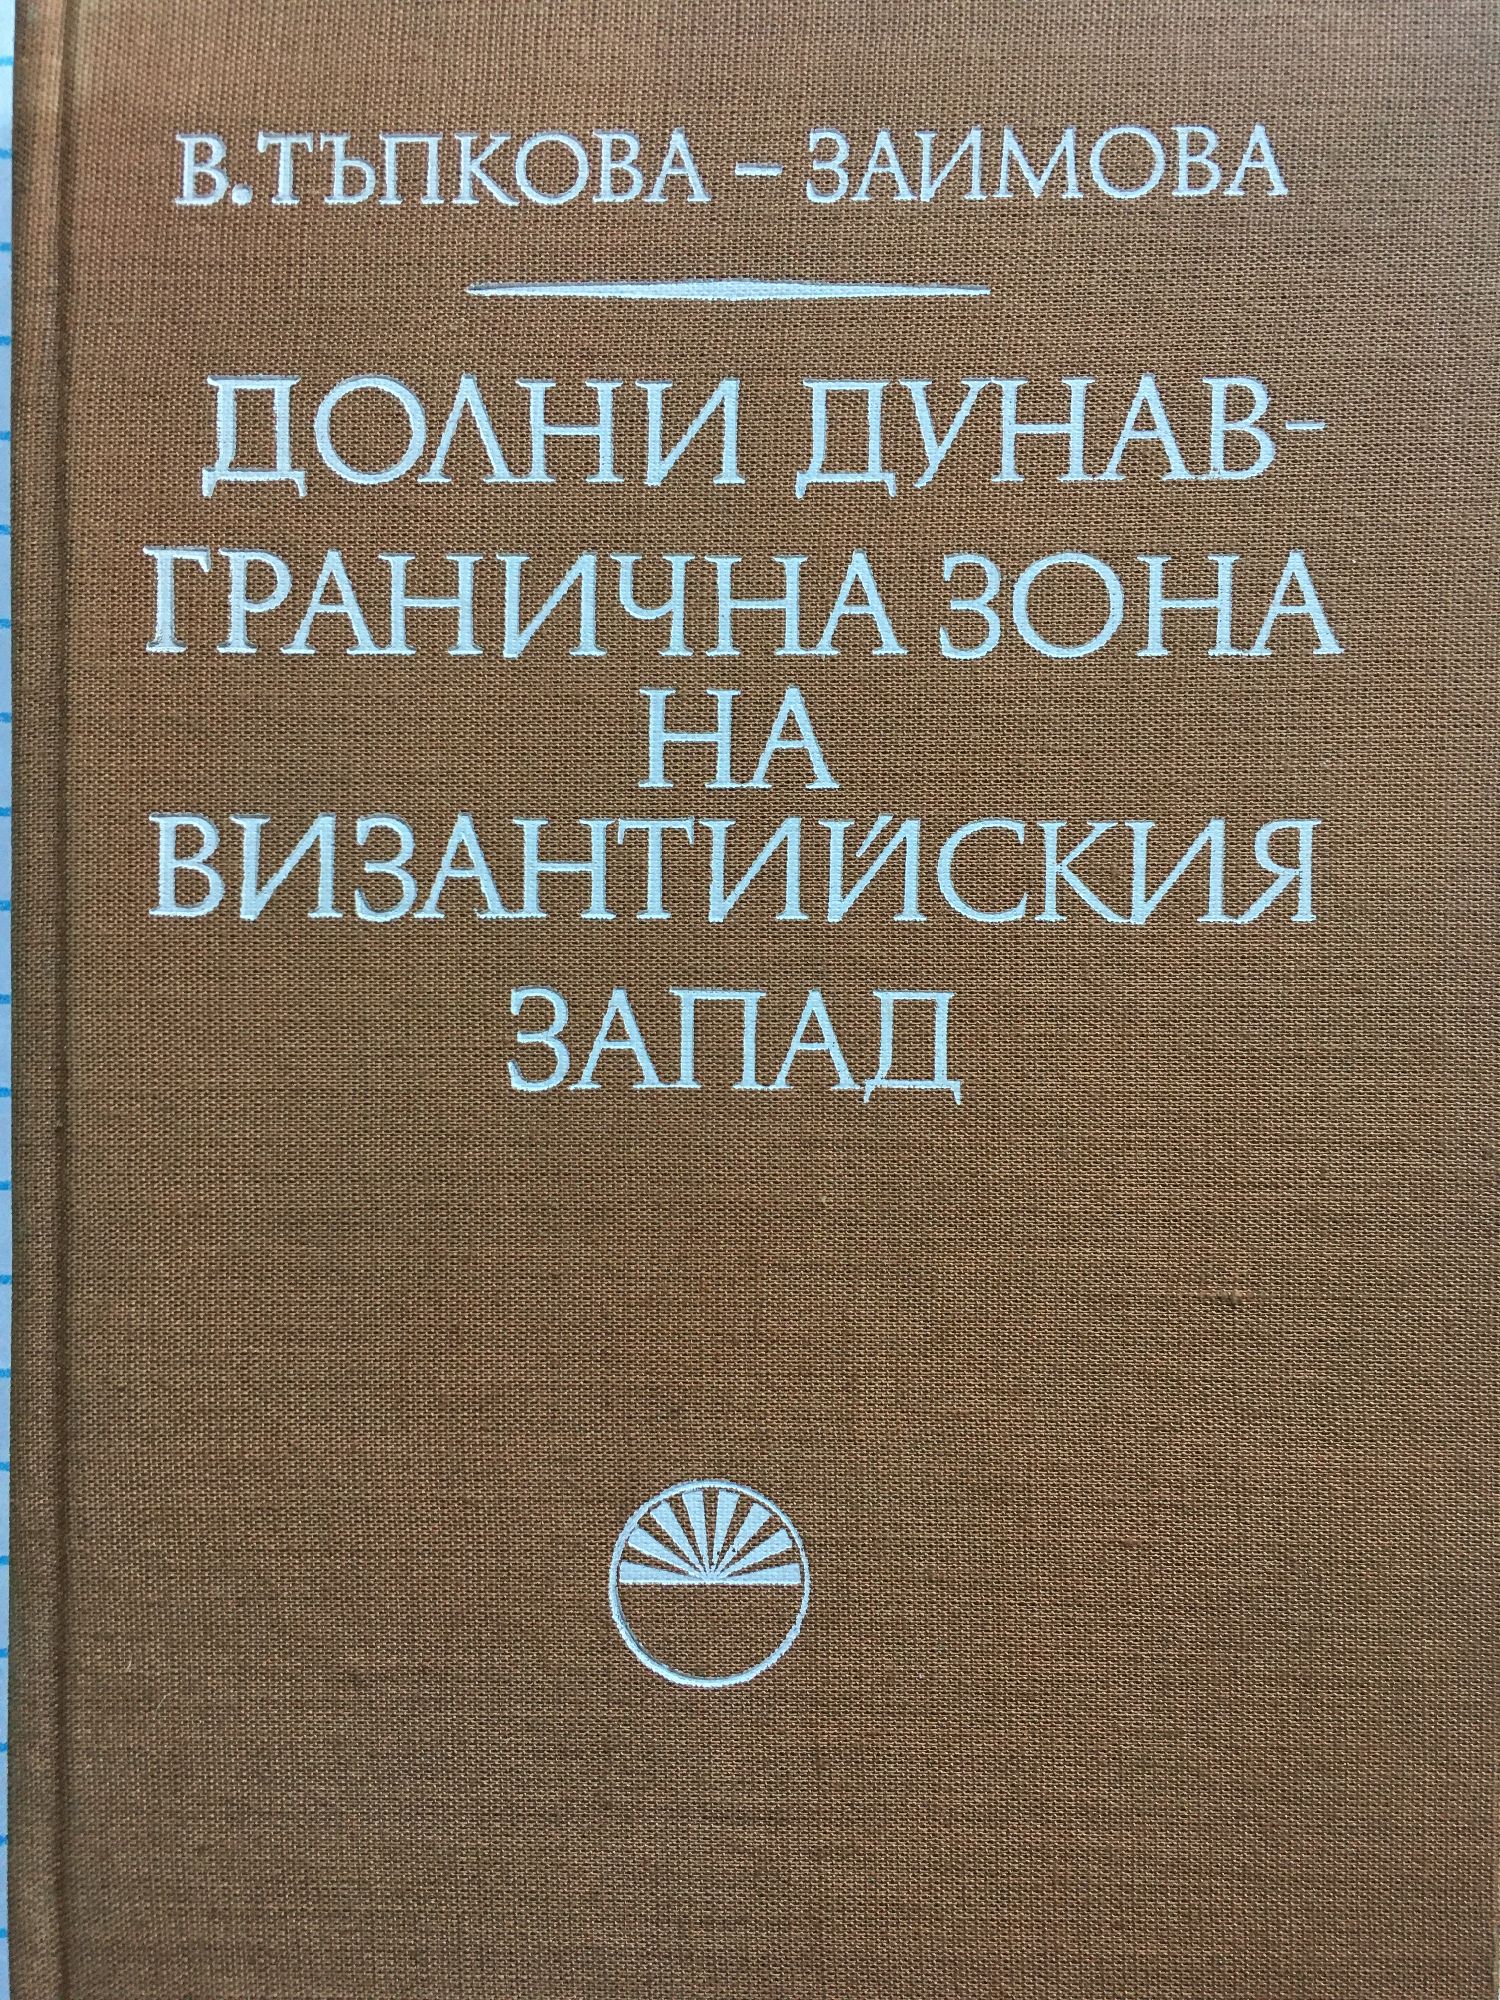 В. ТЪПКОВА – ЗАИМОВА
ДОЛНИ ДУНАВ-
ГРАНИЧНА ЗОНА
НА
ВИЗАНТИЙСКИЯ
ЗАПАД